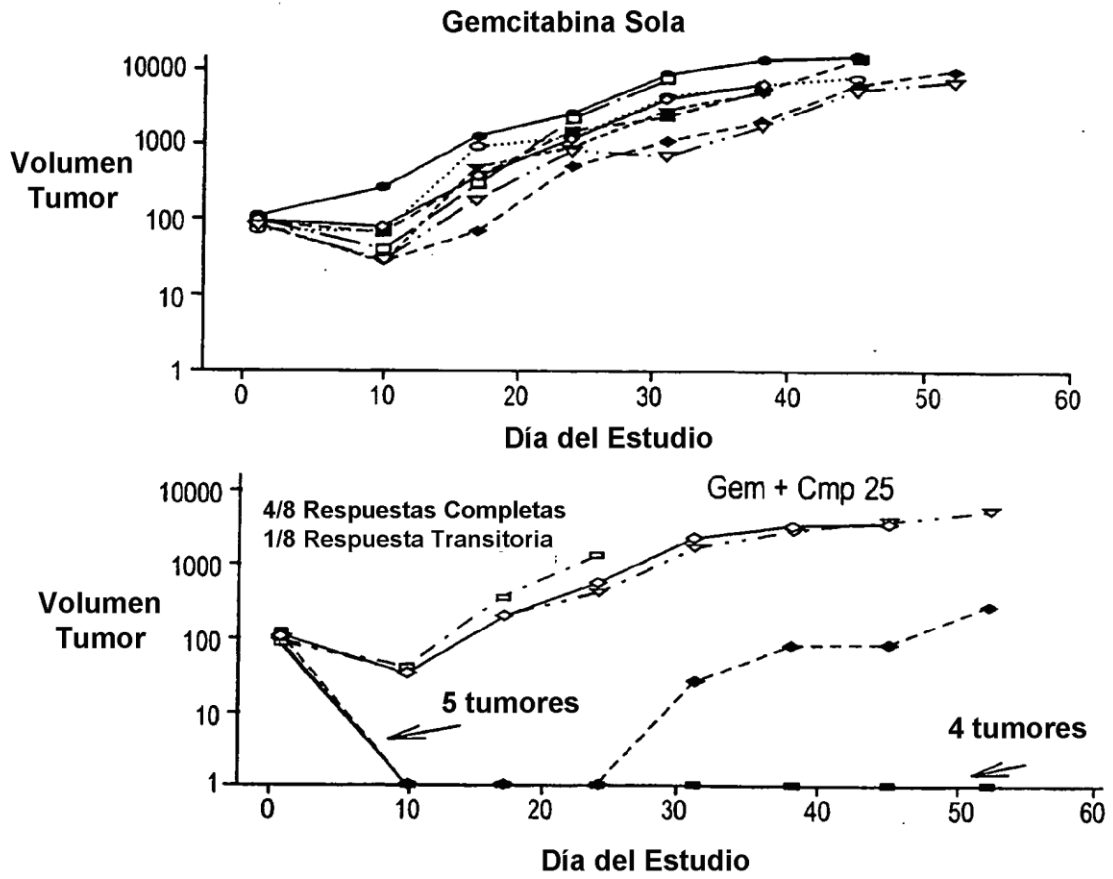 Gemcitabina Sola
10000
1000
100
10
1
Volumen
Tumor
0 10 20 30 40 50 60
Día del Estudio
10000
1000
100
10
1
Volumen
Tumor
4/8 Respuestas Completas
1/8 Respuesta Transitoria
Gem + Cmp 25
5 tumores
4 tumores
0 10 20 30 40 50 60
Día del Estudio